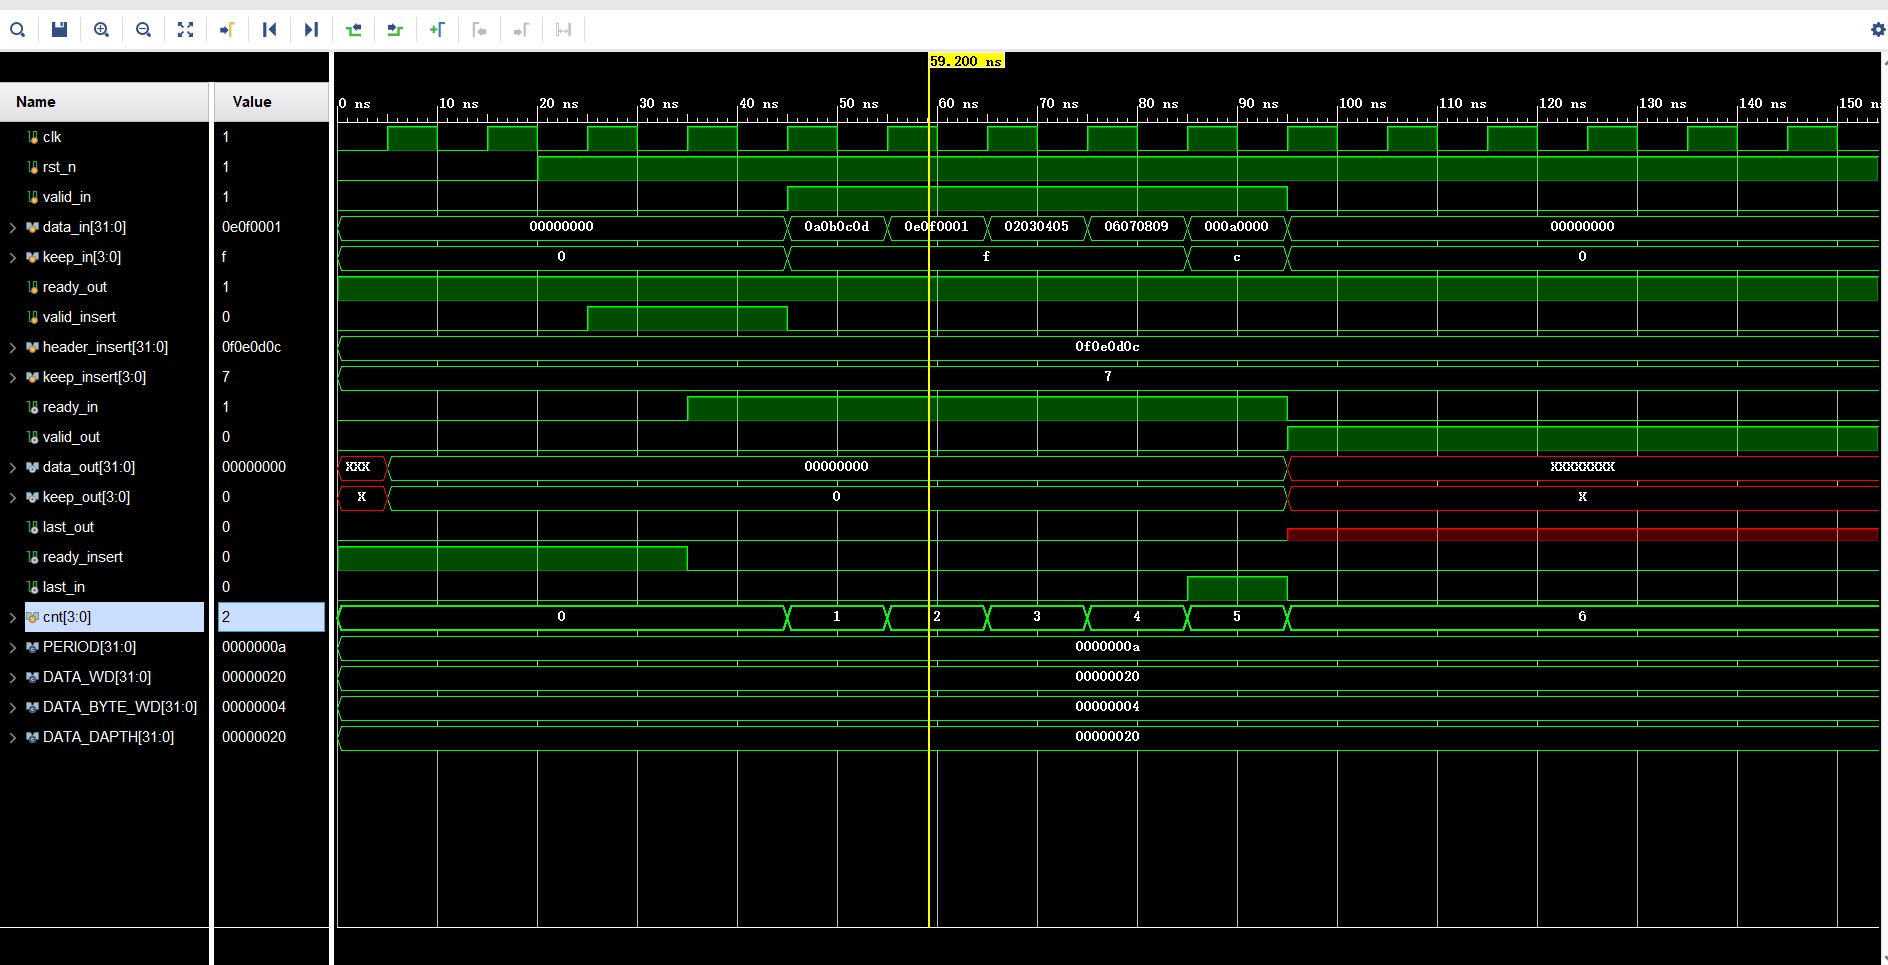 59.200 ns
Name Value 0 ns 10 ns 20 ns 30 ns 40 ns 50 ns 60 ns 70 ns 80 ns 90 ns 100 ns 110 ns 120 ns 130 ns 140 ns 150 n
clk 1
rst_n 1
valid_in 1
data_in[31:0] 0e0f0001 00000000 0a0b0c0d 0e0f0001 02030405 06070809 000a0000 00000000
keep_in[3:0] f 0 f c 0
ready_out 1
valid_insert 0
header_insert[31:0] 0f0e0d0c 0f0e0d0c
keep_insert[3:0] 7 7
ready_in 1
valid_out 0
data_out[31:0] 00000000 XXX 00000000 XXXXXXXX
keep_out[3:0] 0 X 0 X
last_out 0
ready_insert 0
last_in 0
cnt[3:0] 2 0 1 2 3 4 5 6
PERIOD[31:0] 0000000a 0000000a
DATA_WD[31:0] 00000020 00000020
DATA_BYTE_WD[31:0] 00000004 00000004
DATA_DAPTH[31:0] 00000020 00000020